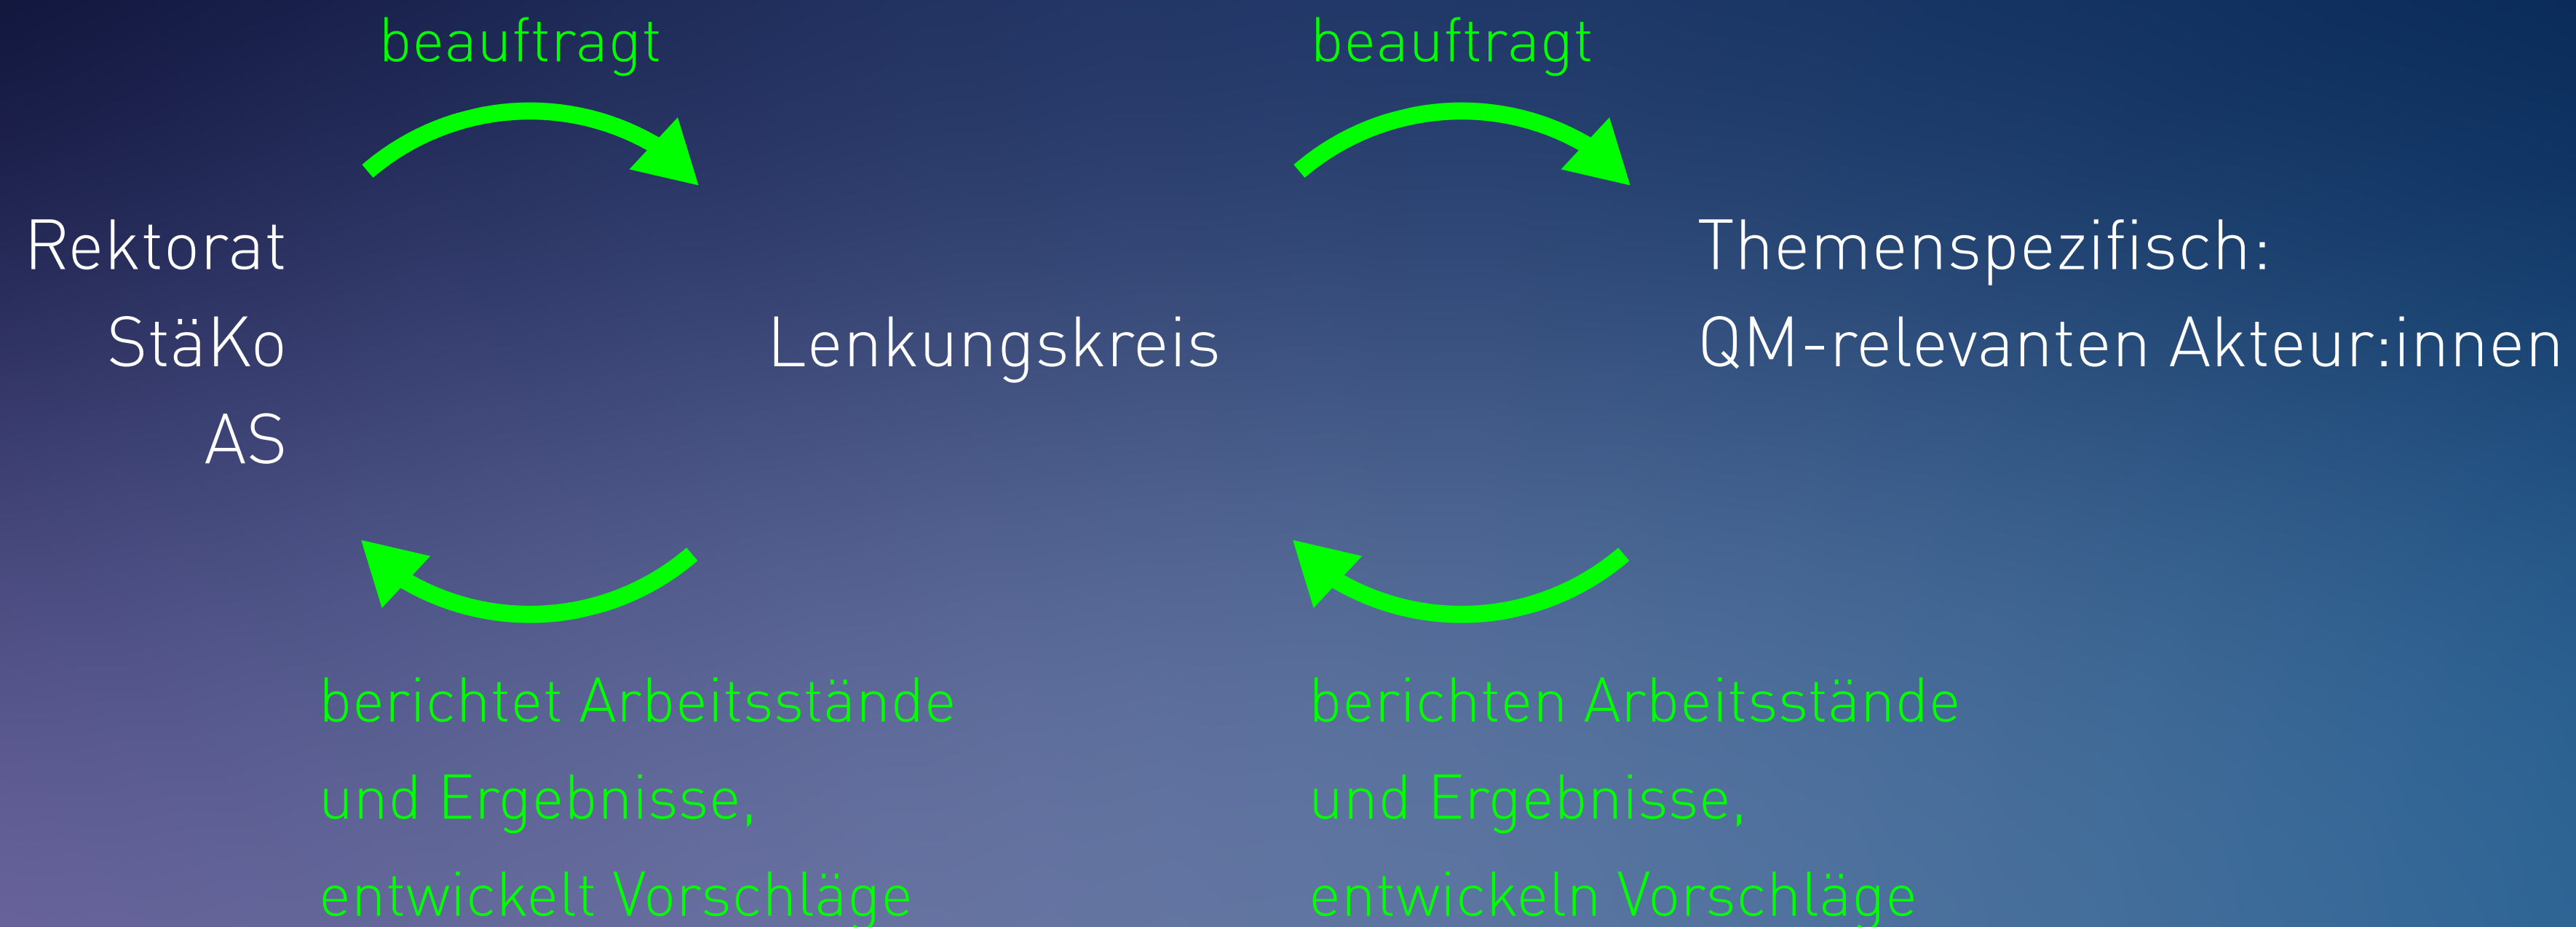 beauftragt
beauftragt
Rektorat
StäKo
AS
Lenkungskreis
Themenspezifisch:
QM-relevanten Akteur:innen
berichtet Arbeitsstände
und Ergebnisse,
entwickelt Vorschläge
berichten Arbeitsstände
und Ergebnisse,
entwickeln Vorschläge